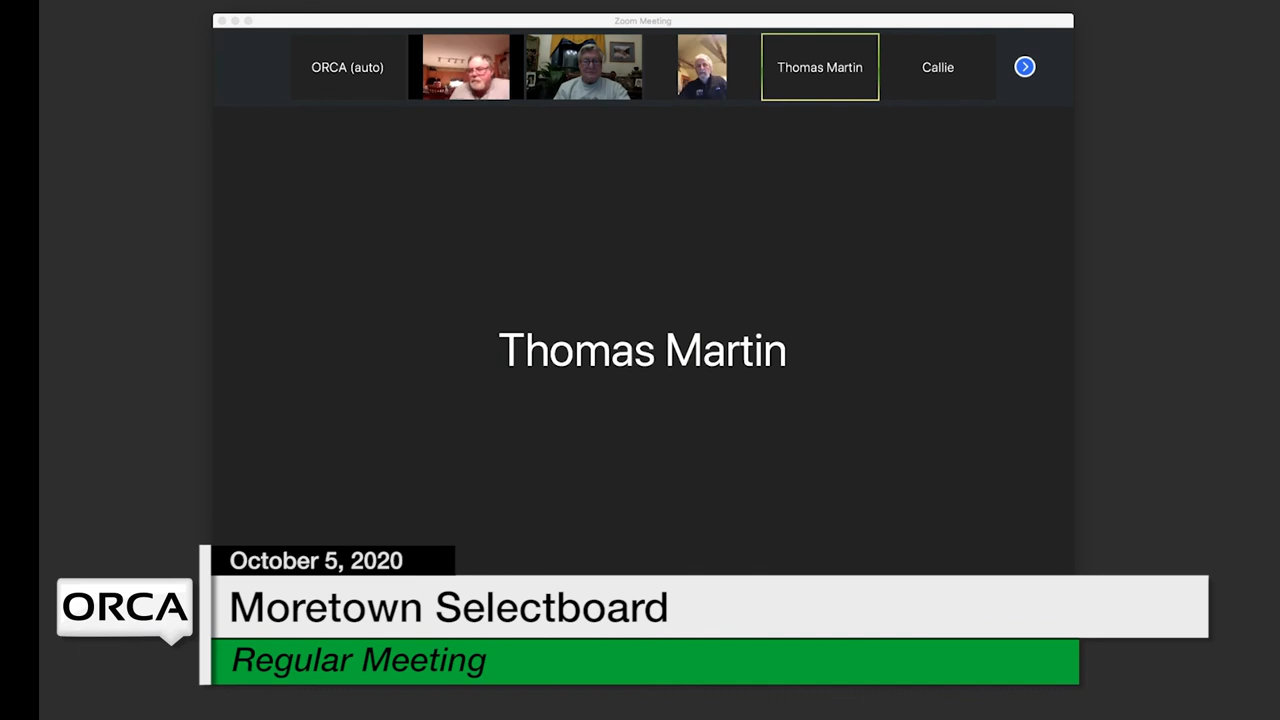 Zoom Meeting
ORCA (auto)
Thomas Martin
Callie
Thomas Martin
October 5, 2020
ORCA
Moretown Selectboard
Regular Meeting